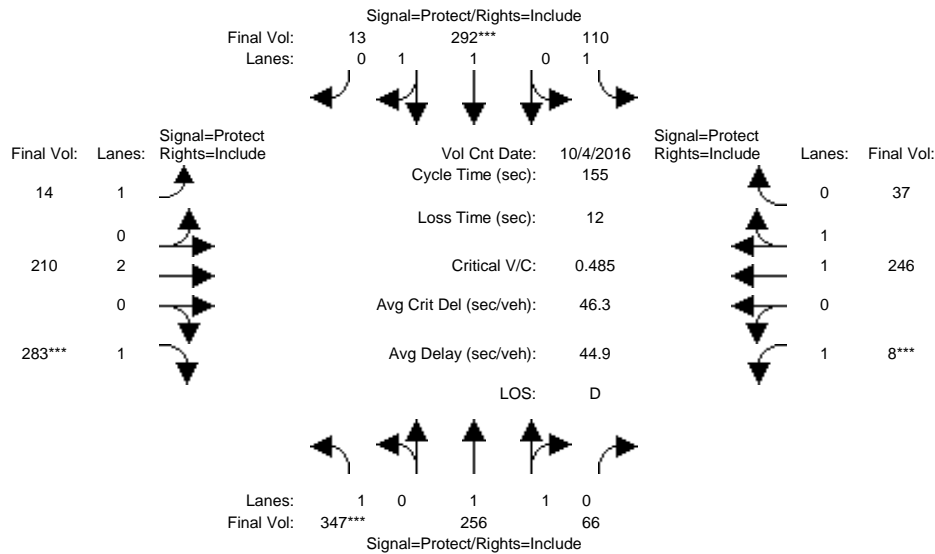 Signal=Protect/Rights=Include
Final Vol: 13 292*** 110
Lanes: 0 1 1 0 1
Signal=Protect
Final Vol: Lanes: Rights=Include
Vol Cnt Date: 10/4/2016
Signal=Protect
Rights=Include Lanes: Final Vol:
Cycle Time (sec): 155
14 1
0 37
Loss Time (sec): 12
0
1
210 2
Critical V/C: 0.485
1 246
0
Avg Crit Del (sec/veh): 46.3
0
283*** 1
Avg Delay (sec/veh): 44.9
1 8***
LOS: D
Lanes: 1 0 1 1 0
Final Vol: 347*** 256 66
Signal=Protect/Rights=Include